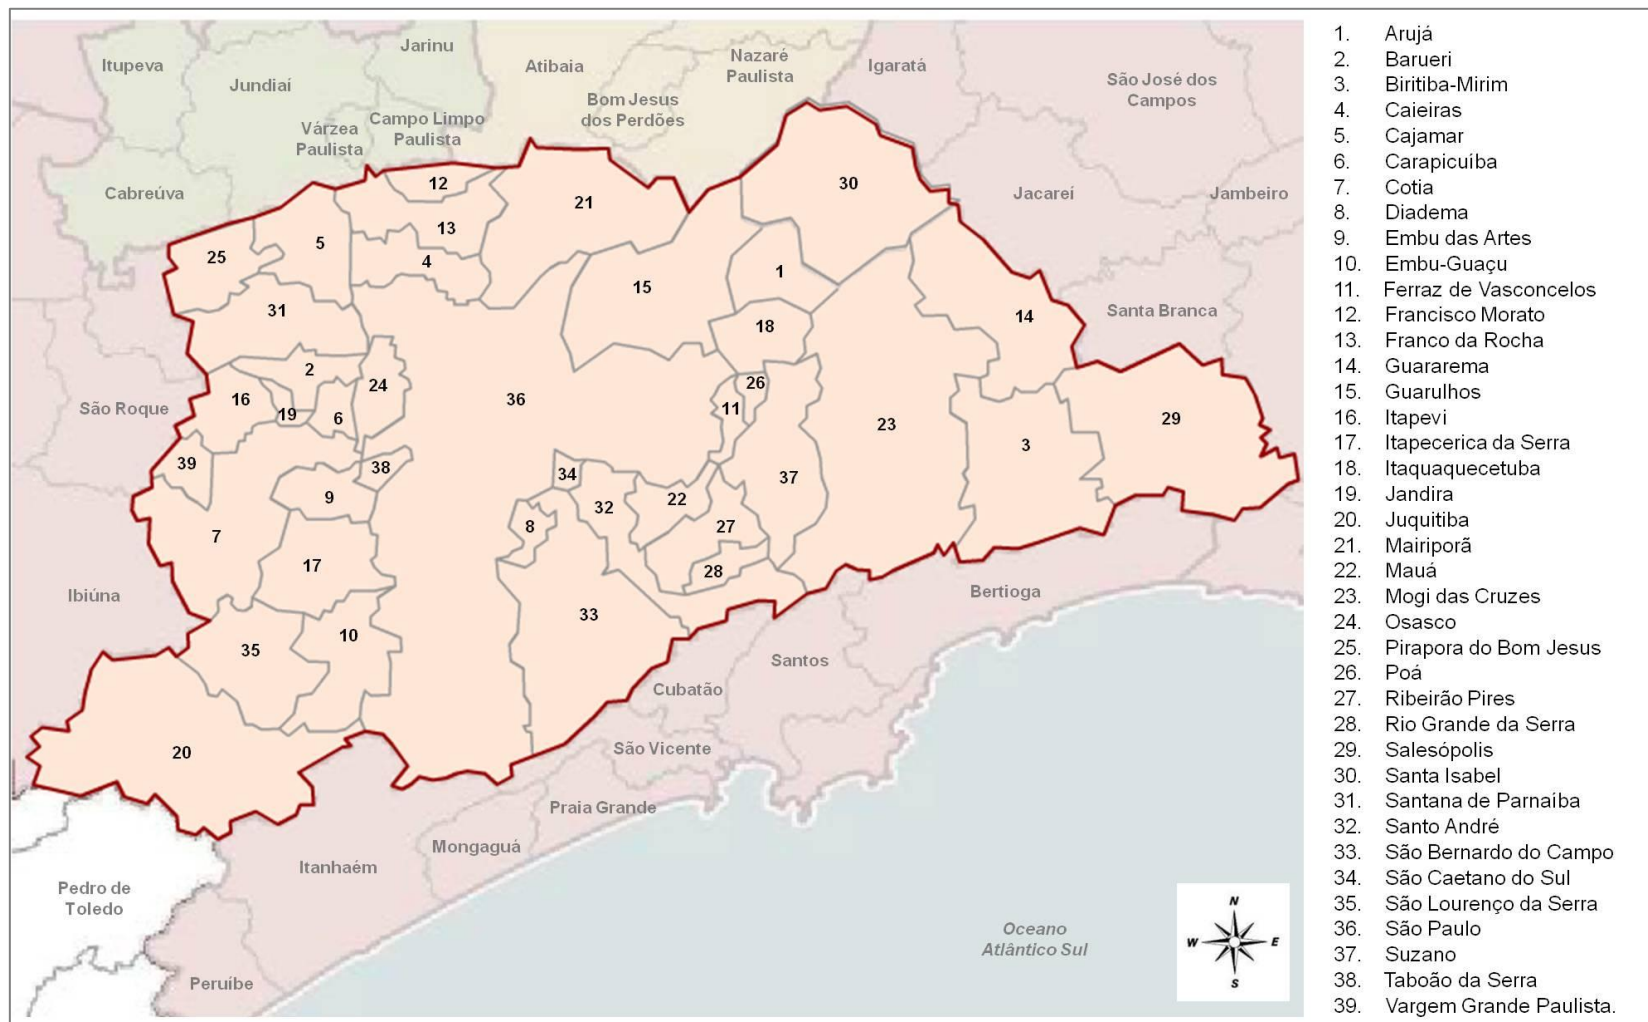 Jarinu
Itupeva
Jundiaí
Atibaia
Nazaré
Paulista
Igaratá
São José dos
Campos
Bom Jesus
dos Perdões
Várzea
Paulista
Campo Limpo
Paulista
Cabreúva
Jacareí
Jambeiro
12
30
21
13
5
25
4
1
15
31
18
14
Santa Branca
2
24
26
16
36
São Roque
19
6
11
23
29
3
39
38
34
37
9
22
32
7
8
27
17
28
Ibiúna
Bertioga
33
10
35
Santos
Cubatão
20
São Vicente
Praia Grande
Mongaguá
Itanhaém
Pedro de
Toledo
Peruíbe
Oceano
Atlântico Sul
N
W
E
S
1. Arujá
2. Barueri
3. Biritiba-Mirim
4. Caieiras
5. Cajamar
6. Carapicuíba
7. Cotia
8. Diadema
9. Embu das Artes
10. Embu-Guaçu
11. Ferraz de Vasconcelos
12. Francisco Morato
13. Franco da Rocha
14. Guararema
15. Guarulhos
16. Itapevi
17. Itapecerica da Serra
18. Itaquaquecetuba
19. Jandira
20. Juquitiba
21. Mairiporã
22. Mauá
23. Mogi das Cruzes
24. Osasco
25. Pirapora do Bom Jesus
26. Poá
27. Ribeirão Pires
28. Rio Grande da Serra
29. Salesópolis
30. Santa Isabel
31. Santana de Parnaíba
32. Santo André
33. São Bernardo do Campo
34. São Caetano do Sul
35. São Lourenço da Serra
36. São Paulo
37. Suzano
38. Taboão da Serra
39. Vargem Grande Paulista.